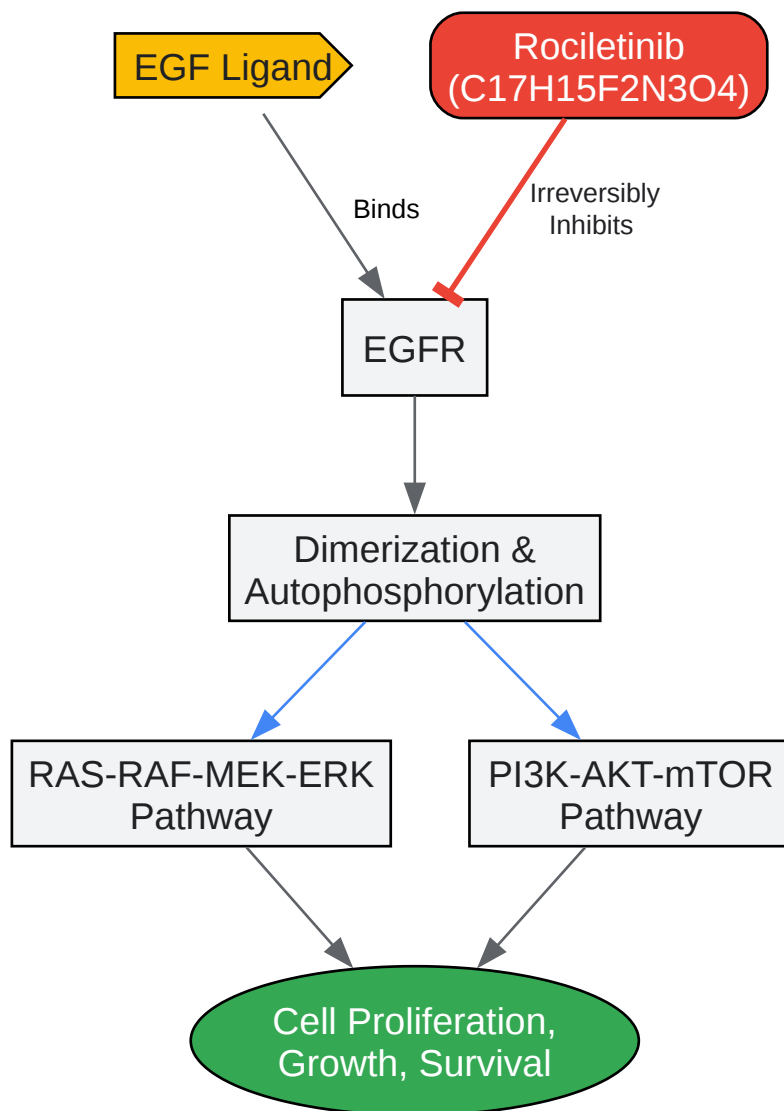 EGF Ligand
Rociletinib
(C17H15F2N3O4)
Binds
Irreversibly
Inhibits
EGFR
Dimerization &
Autophosphorylation
RAS-RAF-MEK-ERK
Pathway
PI3K-AKT-mTOR
Pathway
Cell Proliferation,
Growth, Survival